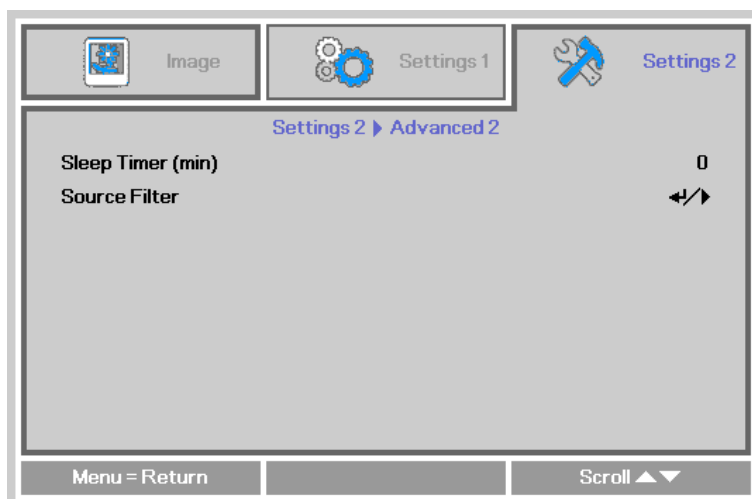 Image
Settings 1
Settings 2
Settings 2 ▶ Advanced 2
Sleep Timer (min) 0
Source Filter ↵/▶
Menu = Return
Scroll ▲▼